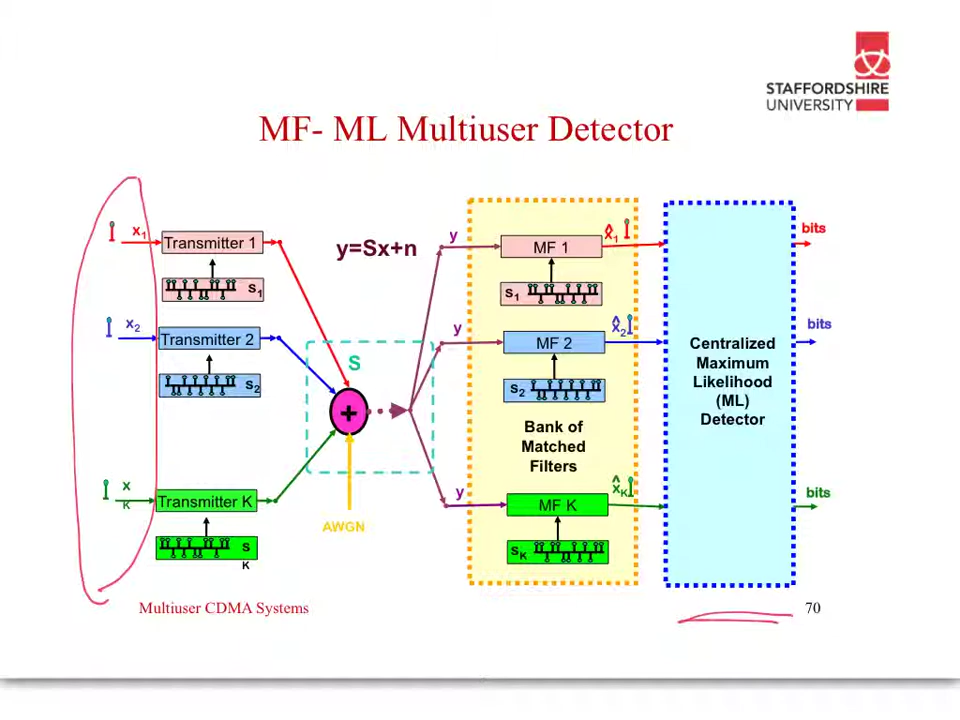 STAFFORDSHIRE
UNIVERSITY
MF- ML Multiuser Detector
x1
Transmitter 1
s1
x2
Transmitter 2
s2
x
K
Transmitter K
s
K
y=Sx+n
S
+
AWGN
y
MF 1
s1
x̂1
y
MF 2
s2
x̂2
Bank of
Matched
Filters
y
MF K
sK
x̂K
Centralized
Maximum
Likelihood
(ML)
Detector
bits
bits
bits
Multiuser CDMA Systems
70